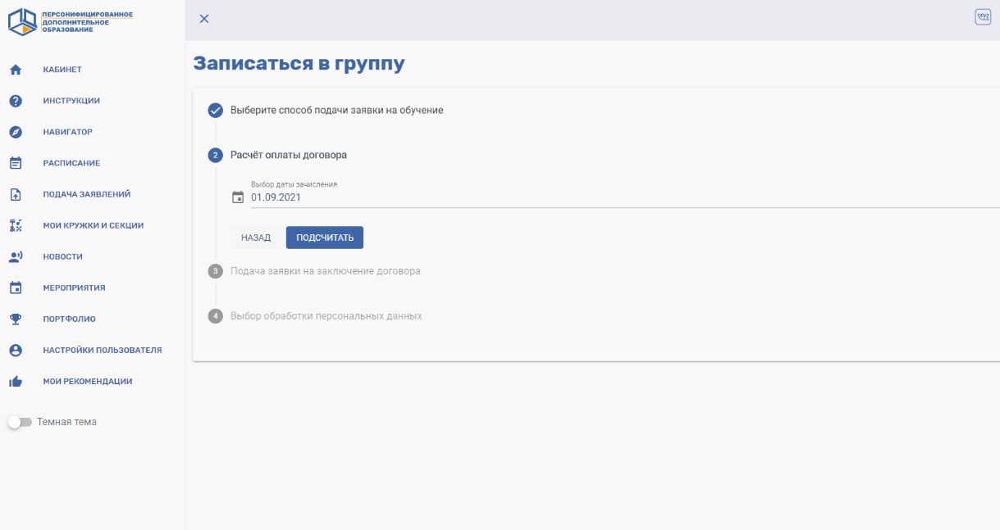 ПЕРСОНИФИЦИРОВАННОЕ
ДОПОЛНИТЕЛЬНОЕ
ОБРАЗОВАНИЕ
КАБИНЕТ
ИНСТРУКЦИИ
НАВИГАТОР
РАСПИСАНИЕ
ПОДАЧА ЗАЯВЛЕНИЙ
МОИ КРУЖКИ И СЕКЦИИ
НОВОСТИ
МЕРОПРИЯТИЯ
ПОРТФОЛИО
НАСТРОЙКИ ПОЛЬЗОВАТЕЛЯ
МОИ РЕКОМЕНДАЦИИ
Темная тема
Записаться в группу
Выберите способ подачи заявки на обучение
2 Расчёт оплаты договора
Выбор даты зачисления
01.09.2021
НАЗАД ПОДСЧИТАТЬ
3 Подача заявки на заключение договора
4 Выбор обработки персональных данных